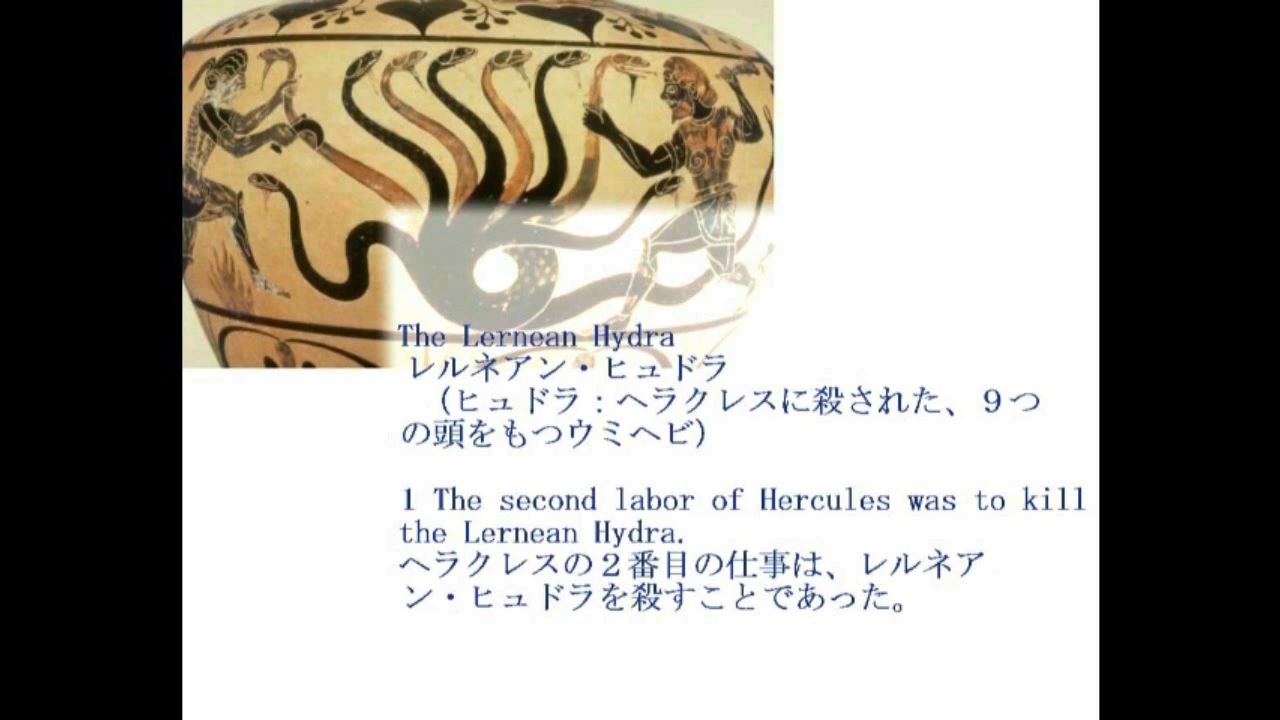 The Lernean Hydra
レルネアン・ヒュドラ
（ヒュドラ：ヘラクレスに殺された、９つ
の頭をもつウミヘビ）
1 The second labor of Hercules was to kill
the Lernean Hydra.
ヘラクレスの２番目の仕事は、レルネア
ン・ヒュドラを殺すことであった。